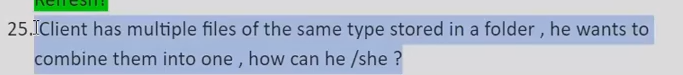 Refresh?
25. Client has multiple files of the same type stored in a folder , he wants to
combine them into one , how can he /she ?